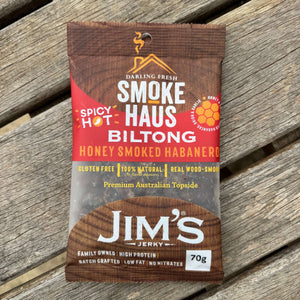 DARLING FRESH
SMOKE
HAUS
SPICY
HOT
BILTONG
HONEY SMOKED HABANERO
GLUTEN FREE | 100% NATURAL | REAL WOOD-SMOK
Premium Australian Topside
JIM'S
JERKY
FAMILY OWNED | HIGH PROTEIN
BATCH CRAFTED | LOW FAT | NO NITRATES
70g